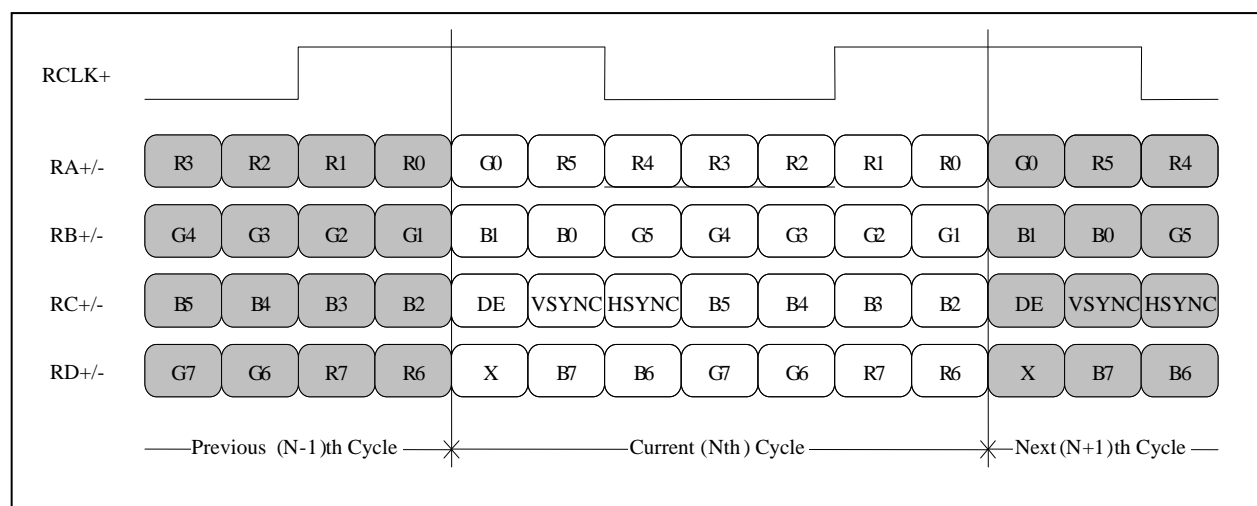 RCLK+
RA+/- R3 R2 R1 R0 G0 R5 R4 R3 R2 R1 R0 G0 R5 R4
RB+/- G4 G3 G2 G1 B1 B0 G5 G4 G3 G2 G1 B1 B0 G5
RC+/- B5 B4 B3 B2 DE VSYNC HSYNC B5 B4 B3 B2 DE VSYNC HSYNC
RD+/- G7 G6 R7 R6 X B7 B6 G7 G6 R7 R6 X B7 B6
Previous (N-1)th Cycle Current (Nth) Cycle Next (N+1)th Cycle